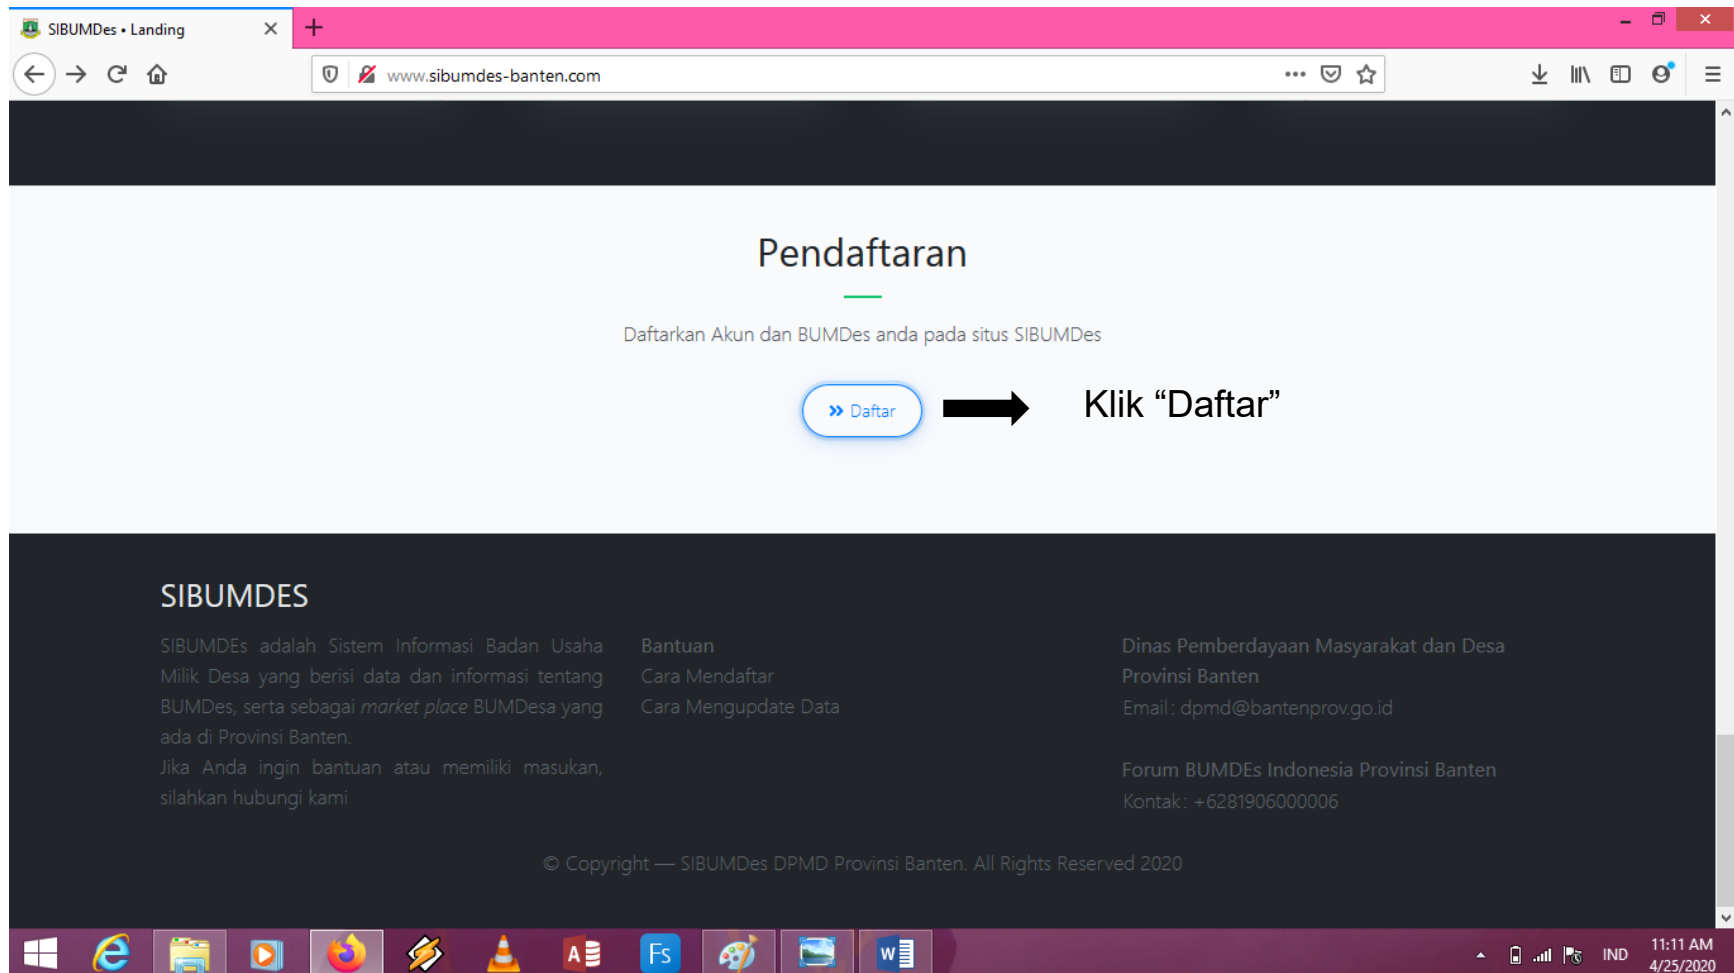 SIBUMDes • Landing
www.sibumdes-banten.com
Pendaftaran
Daftarkan Akun dan BUMDes anda pada situs SIBUMDes
Daftar
Klik “Daftar”
SIBUMDES
SIBUMDEs adalah Sistem Informasi Badan Usaha
Milik Desa yang berisi data dan informasi tentang
BUMDes, serta sebagai market place BUMDesa yang
ada di Provinsi Banten.
Jika Anda ingin bantuan atau memiliki masukan,
silahkan hubungi kami
Bantuan
Cara Mendaftar
Cara Mengupdate Data
Dinas Pemberdayaan Masyarakat dan Desa
Provinsi Banten
Email : dpmd@bantenprov.go.id
Forum BUMDEs Indonesia Provinsi Banten
Kontak : +6281906000006
© Copyright — SIBUMDes DPMD Provinsi Banten. All Rights Reserved 2020
Fs
IND
11:11 AM
4/25/2020